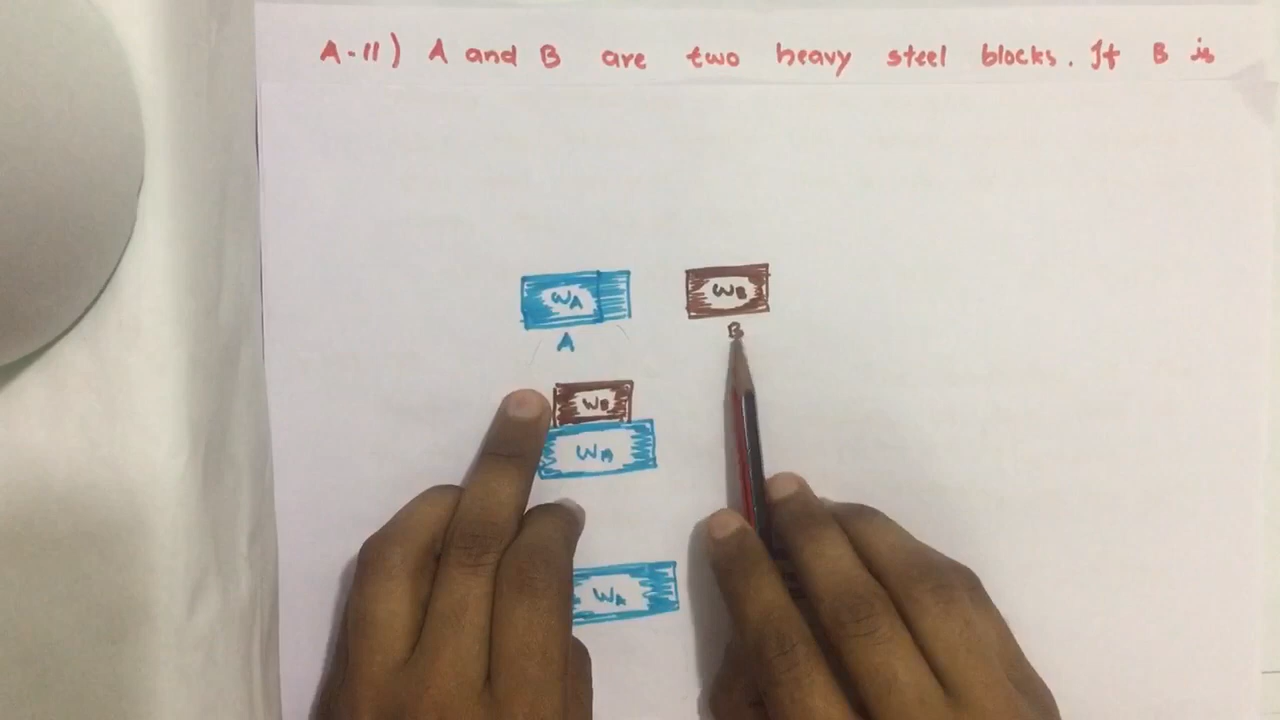 A-11) A and B are two heavy steel blocks. If B is
WA WB
A B
WB
WA
WA